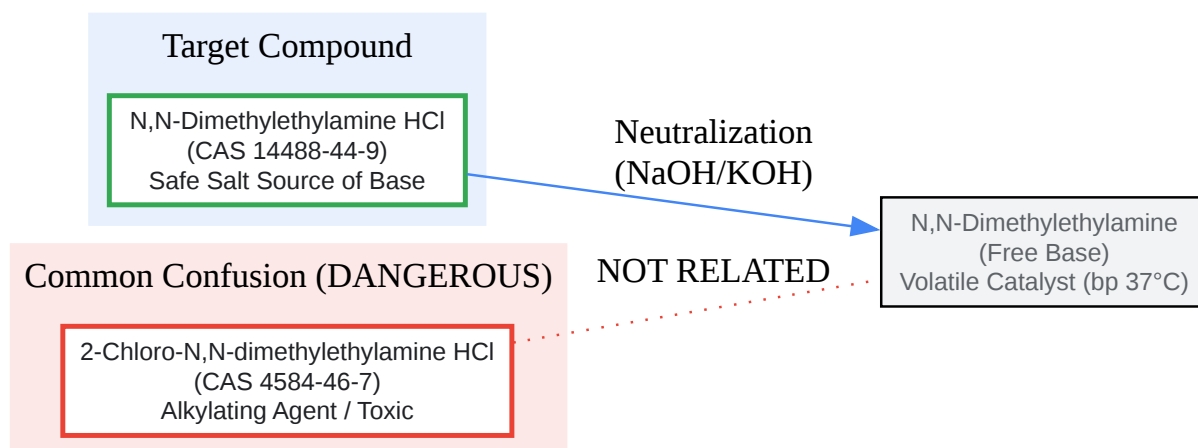 Target Compound
N,N-Dimethylethylamine HCl
(CAS 14488-44-9)
Safe Salt Source of Base
Neutralization
(NaOH/KOH)
N,N-Dimethylethylamine
(Free Base)
Volatile Catalyst (bp 37°C)
Common Confusion (DANGEROUS)
NOT RELATED
2-Chloro-N,N-dimethylethylamine HCl
(CAS 4584-46-7)
Alkylating Agent / Toxic